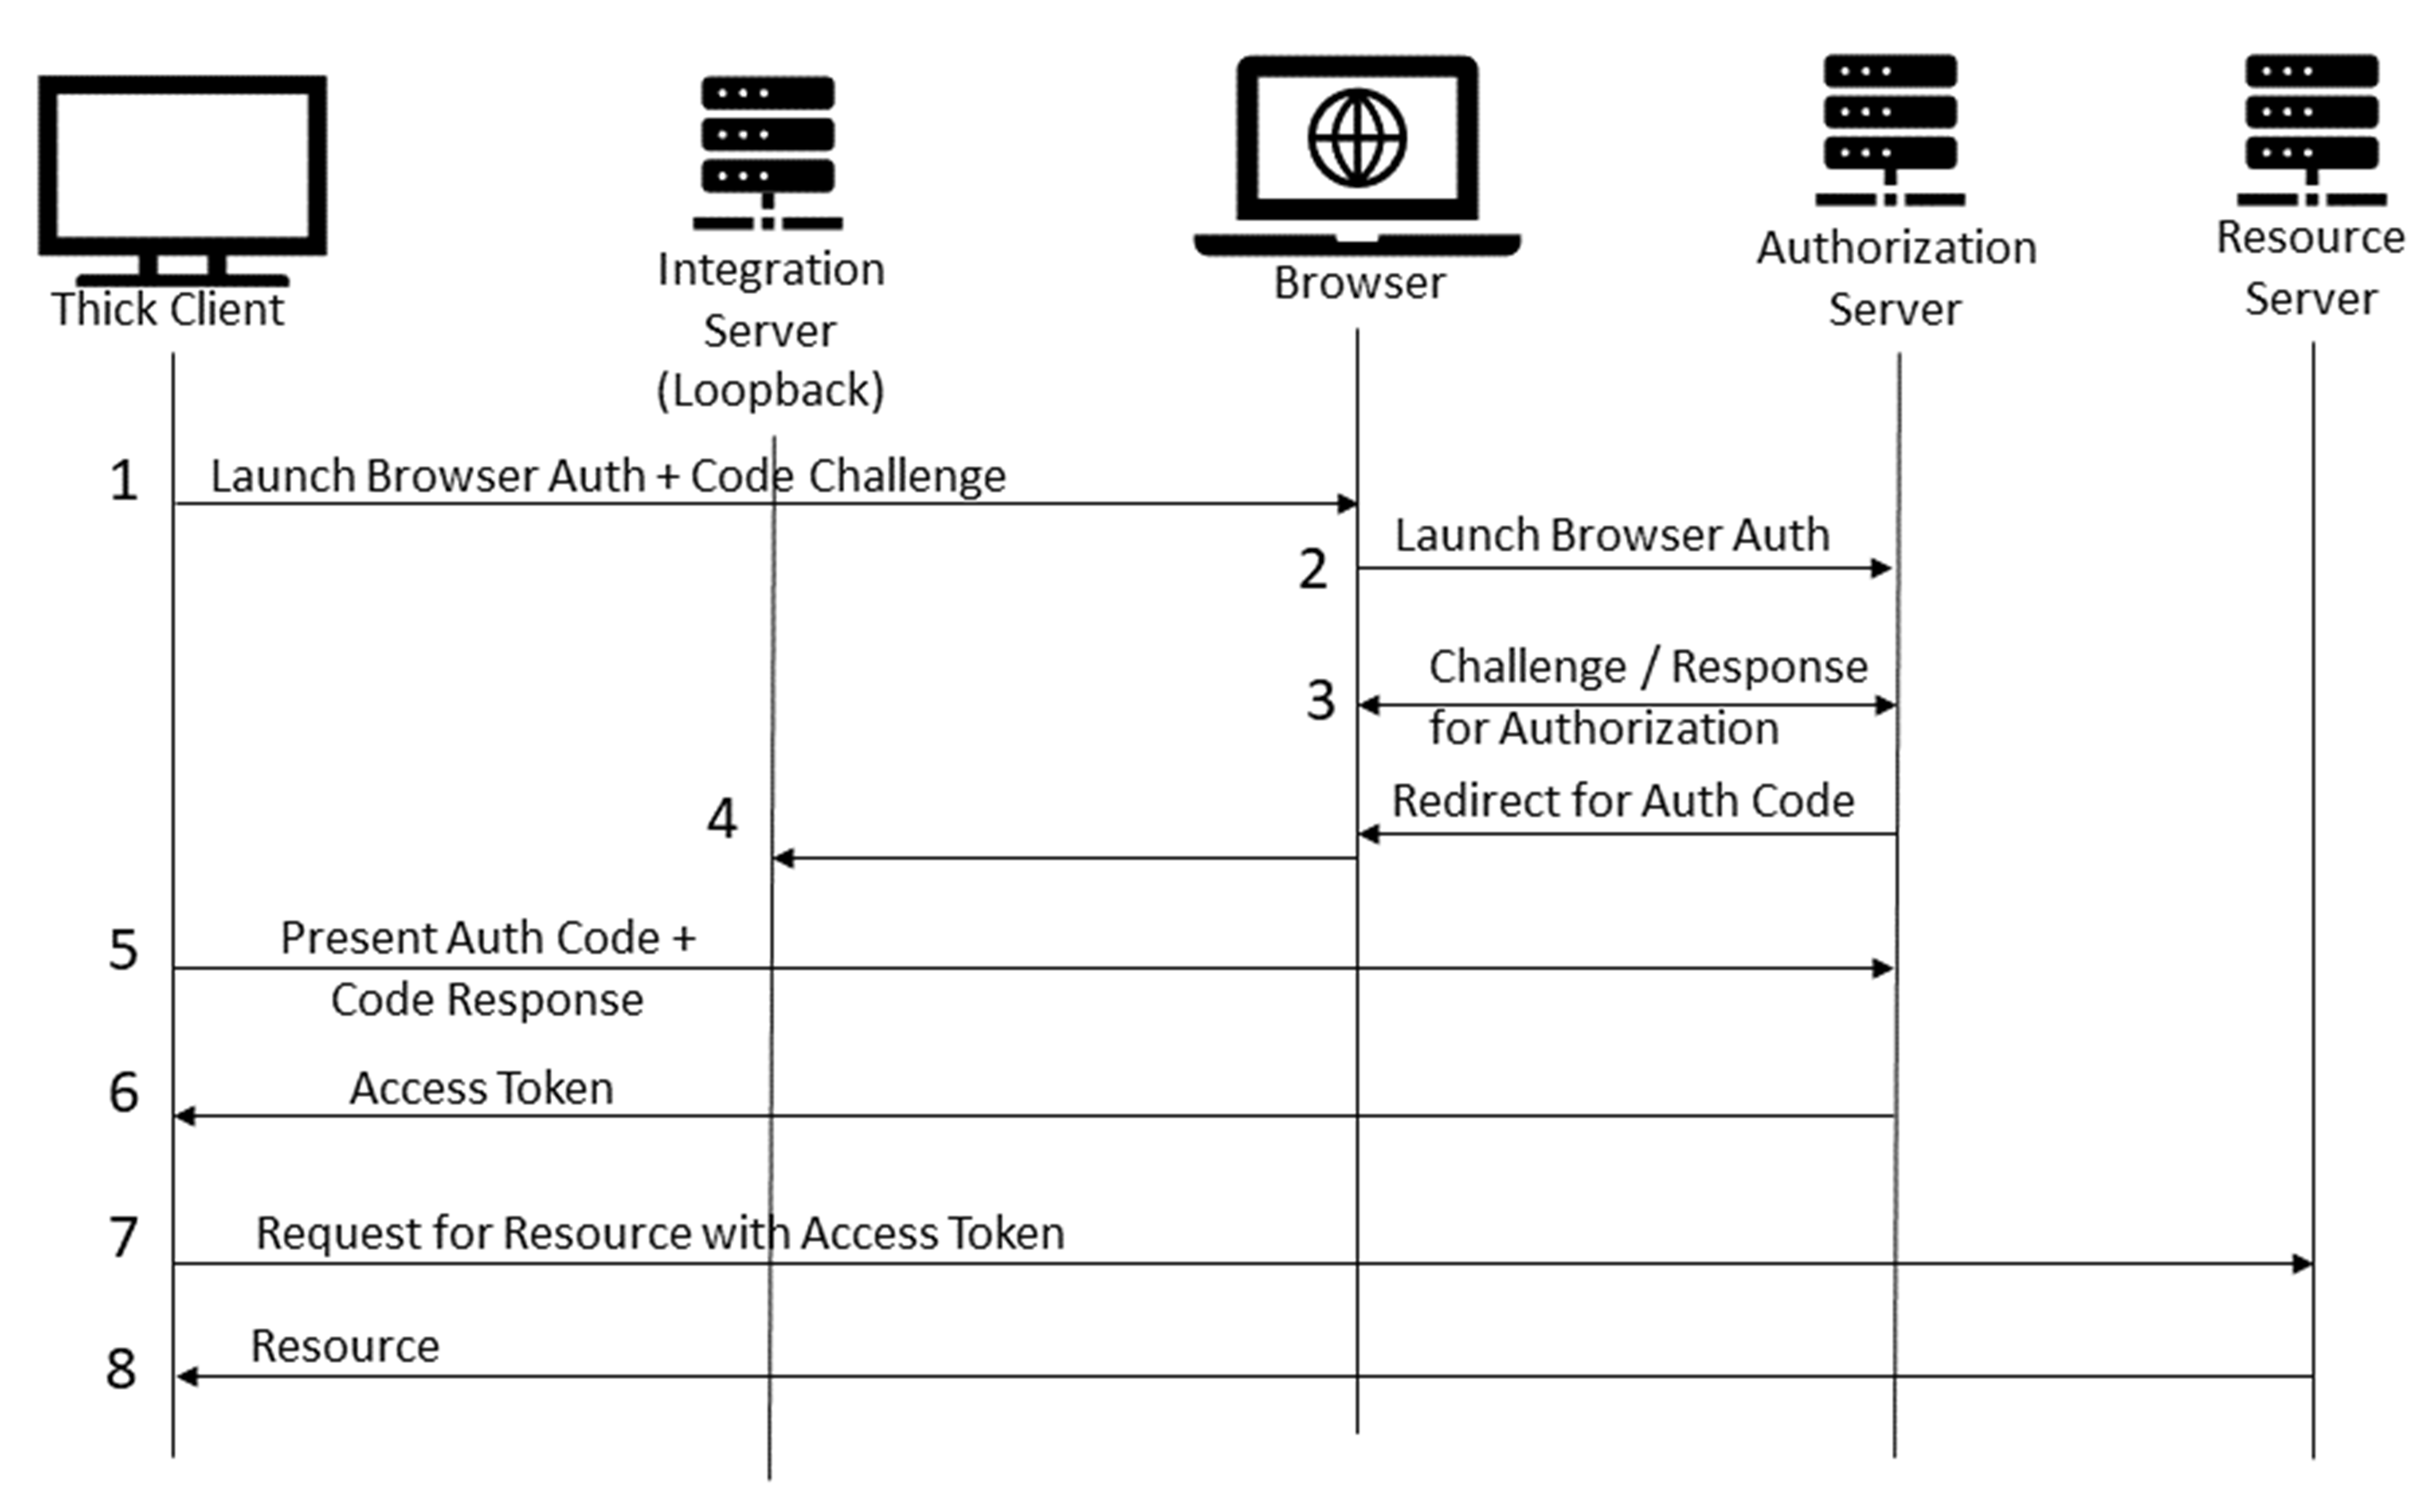 Thick Client
Integration
Server
(Loopback)
Browser
Authorization
Server
Resource
Server
1
Launch Browser Auth + Code Challenge
2
Launch Browser Auth
3
Challenge / Response
for Authorization
4
Redirect for Auth Code
5
Present Auth Code +
Code Response
6
Access Token
7
Request for Resource with Access Token
8
Resource